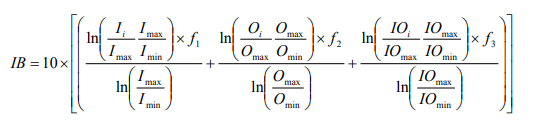 IB = 10 × [ ( ( ln( I_i / I_max I_max / I_min ) × f_1 ) / ln( I_max / I_min ) + ( ln( O_i / O_max O_max / O_min ) × f_2 ) / ln( O_max / O_min ) + ( ln( IO_i / IO_max IO_max / IO_min ) × f_3 ) / ln( IO_max / IO_min ) ) ]